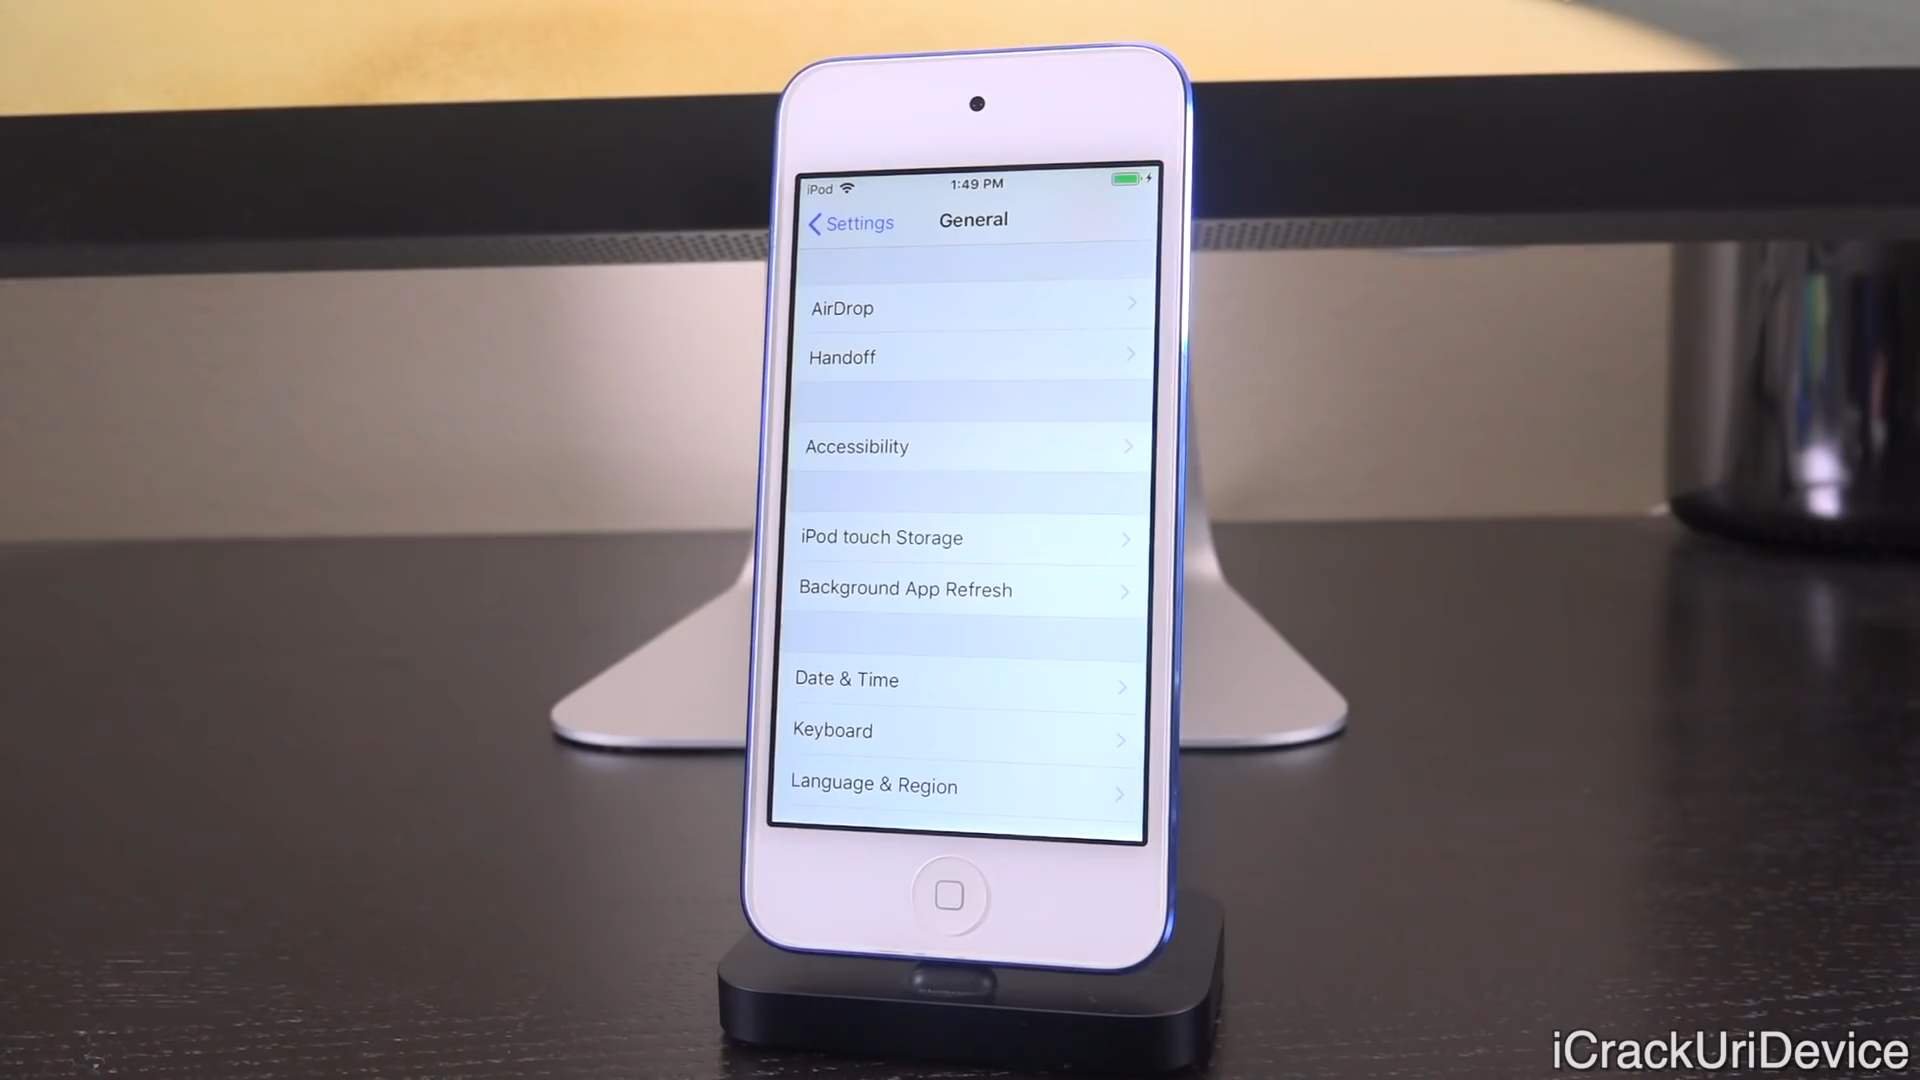 iPod
1:49 PM
Settings
General
AirDrop
Handoff
Accessibility
iPod touch Storage
Background App Refresh
Date & Time
Keyboard
Language & Region
iCrackUriDevice